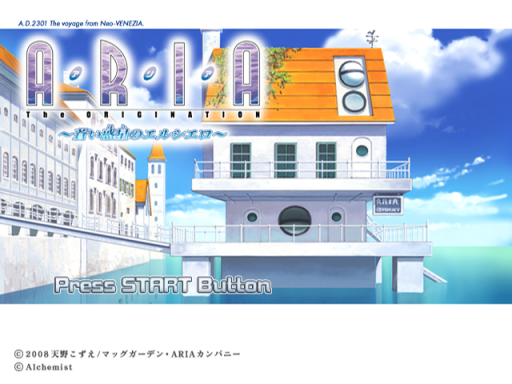 A.D.2301 The voyage from Neo-VENEZIA.
A・R・I・A
The ORIGINATION
～蒼い惑星のエルシエロ～
ARIA
COMPANY
Press START Button
©2008 天野こずえ/マッグガーデン・ARIAカンパニー
©Alchemist